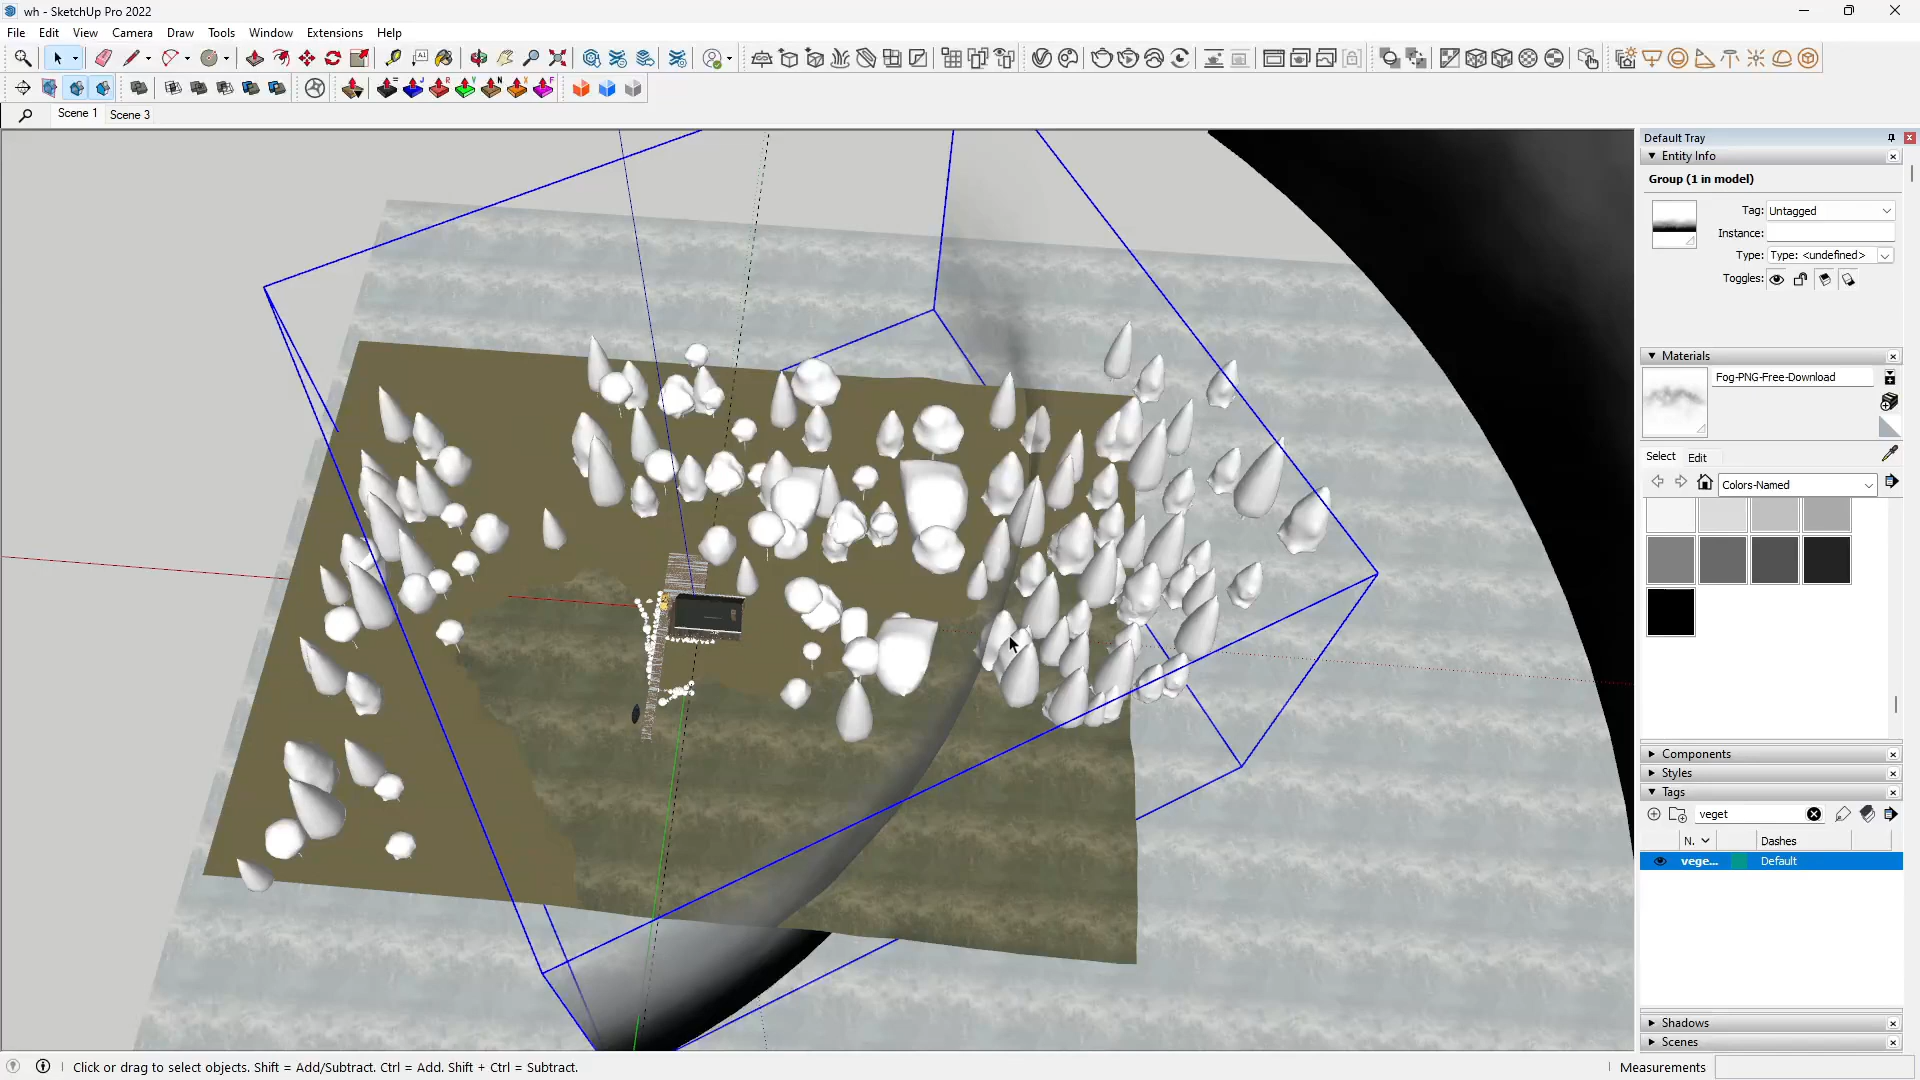 wh - SketchUp Pro 2022
File Edit View Camera Draw Tools Window Extensions Help
Scene 1 Scene 3
Default Tray
Entity Info
Group (1 in model)
Tag: Untagged
Instance:
Type: Type: <undefined>
Toggles:
Materials
Fog-PNG-Free-Download
Select Edit
Colors-Named
Components
Styles
Tags
veget
N. Dashes
vege... Default
Shadows
Scenes
Click or drag to select objects. Shift = Add/Subtract. Ctrl = Add. Shift + Ctrl = Subtract.
Measurements